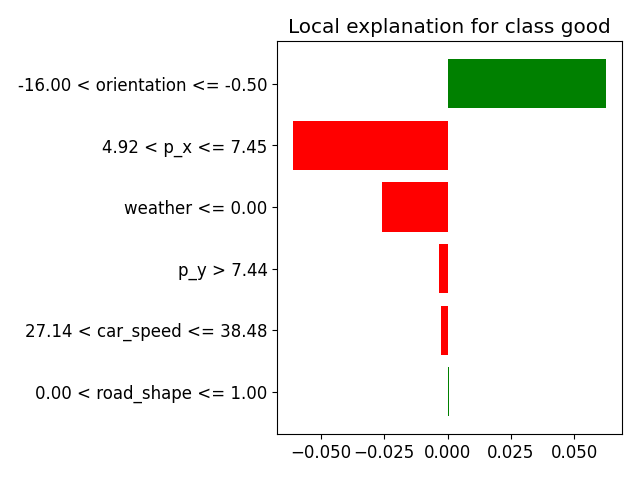 Local explanation for class good
-16.00 < orientation <= -0.50
4.92 < p_x <= 7.45
weather <= 0.00
p_y > 7.44
27.14 < car_speed <= 38.48
0.00 < road_shape <= 1.00
−0.050 −0.025 0.000 0.025 0.050